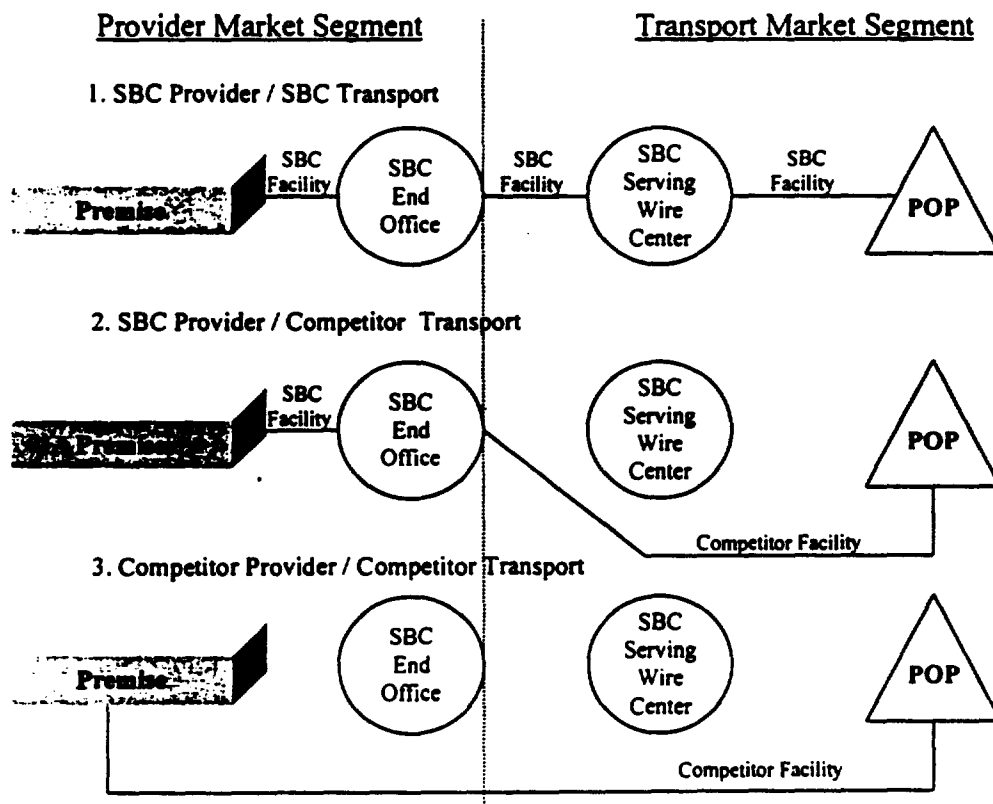 Provider Market Segment
Transport Market Segment
1. SBC Provider / SBC Transport
Premise
SBC
Facility
SBC
End
Office
SBC
Facility
SBC
Serving
Wire
Center
SBC
Facility
POP
2. SBC Provider / Competitor Transport
Premise
SBC
Facility
SBC
End
Office
SBC
Serving
Wire
Center
POP
Competitor Facility
3. Competitor Provider / Competitor Transport
Premise
SBC
End
Office
SBC
Serving
Wire
Center
POP
Competitor Facility